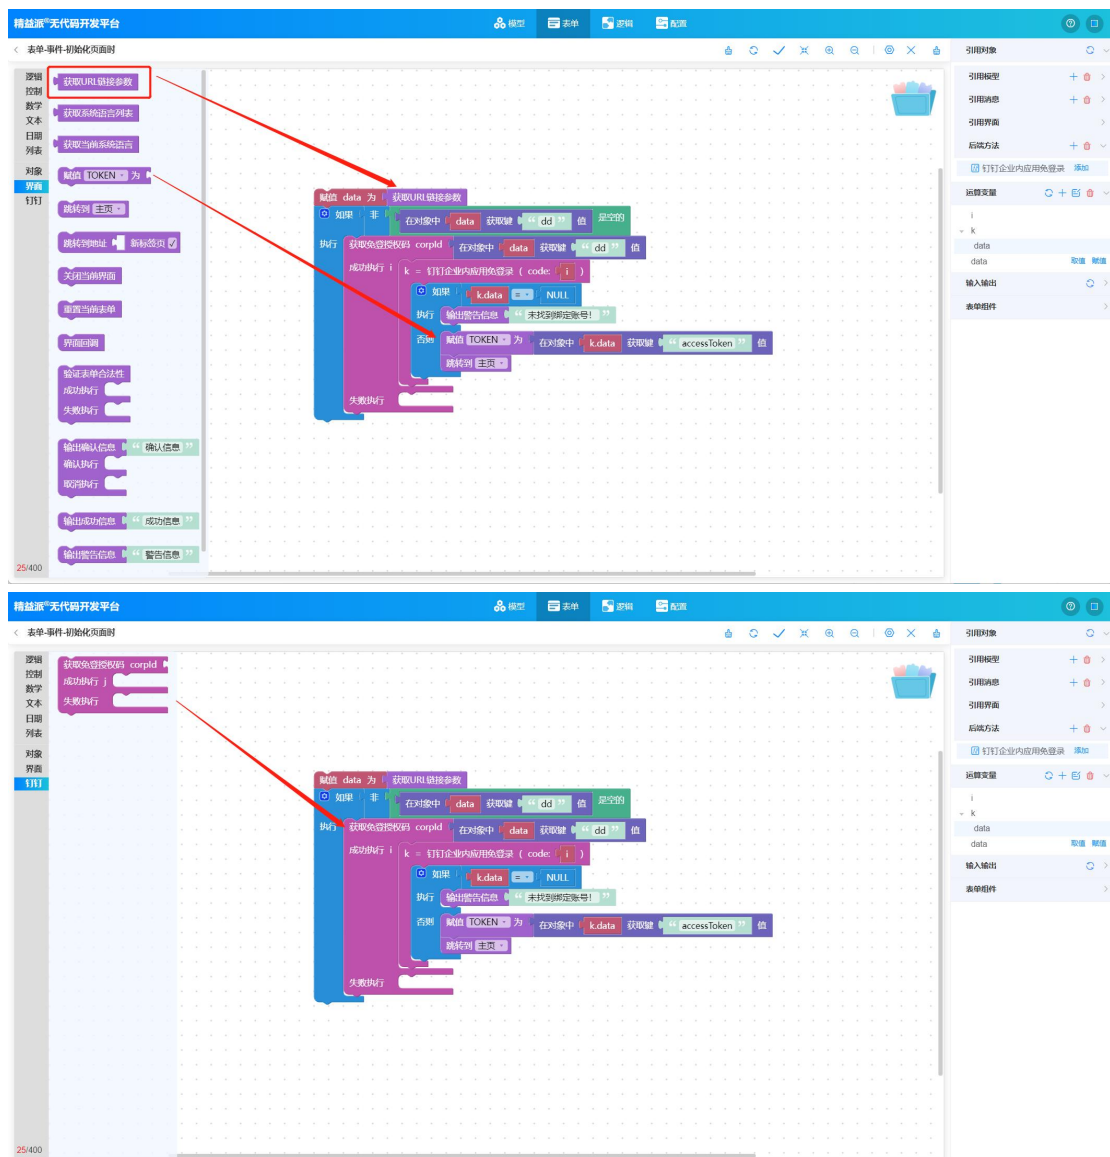 精益派®无代码开发平台
模型 表单 逻辑 配置
表单-事件-初始化页面时
引用对象
逻辑
控制
数学
文本
日期
列表
对象
界面
钉钉
获取URL链接参数
获取系统语言列表
获取当前系统语言
赋值 TOKEN 为
跳转到 主页
跳转到地址 新标签页
关闭当前界面
重置当前表单
界面回调
验证表单合法性
成功执行
失败执行
输出确认信息 “ 确认信息 ”
确认执行
取消执行
输出成功信息 “ 成功信息 ”
输出警告信息 “ 警告信息 ”
25/400
赋值 data 为 获取URL链接参数
如果 非 在对象中 data 获取键 “ dd ” 值 是空的
执行 获取免登授权码 corpId 在对象中 data 获取键 “ dd ” 值
成功执行 i k = 钉钉企业内应用免登录 ( code: i )
如果 k.data = NULL
执行 输出警告信息 “ 未找到绑定账号! ”
否则 赋值 TOKEN 为 在对象中 k.data 获取键 “ accessToken ” 值
跳转到 主页
失败执行
引用模型
引用消息
引用界面
后端方法
钉钉企业内应用免登录 添加
运算变量
i
k
data
data 取值 赋值
输入输出
表单组件
精益派®无代码开发平台
模型 表单 逻辑 配置
表单-事件-初始化页面时
引用对象
逻辑
控制
数学
文本
日期
列表
对象
界面
钉钉
获取免登授权码 corpId
成功执行 j
失败执行
25/400
赋值 data 为 获取URL链接参数
如果 非 在对象中 data 获取键 “ dd ” 值 是空的
执行 获取免登授权码 corpId 在对象中 data 获取键 “ dd ” 值
成功执行 i k = 钉钉企业内应用免登录 ( code: i )
如果 k.data = NULL
执行 输出警告信息 “ 未找到绑定账号! ”
否则 赋值 TOKEN 为 在对象中 k.data 获取键 “ accessToken ” 值
跳转到 主页
失败执行
引用模型
引用消息
引用界面
后端方法
钉钉企业内应用免登录 添加
运算变量
i
k
data
data 取值 赋值
输入输出
表单组件